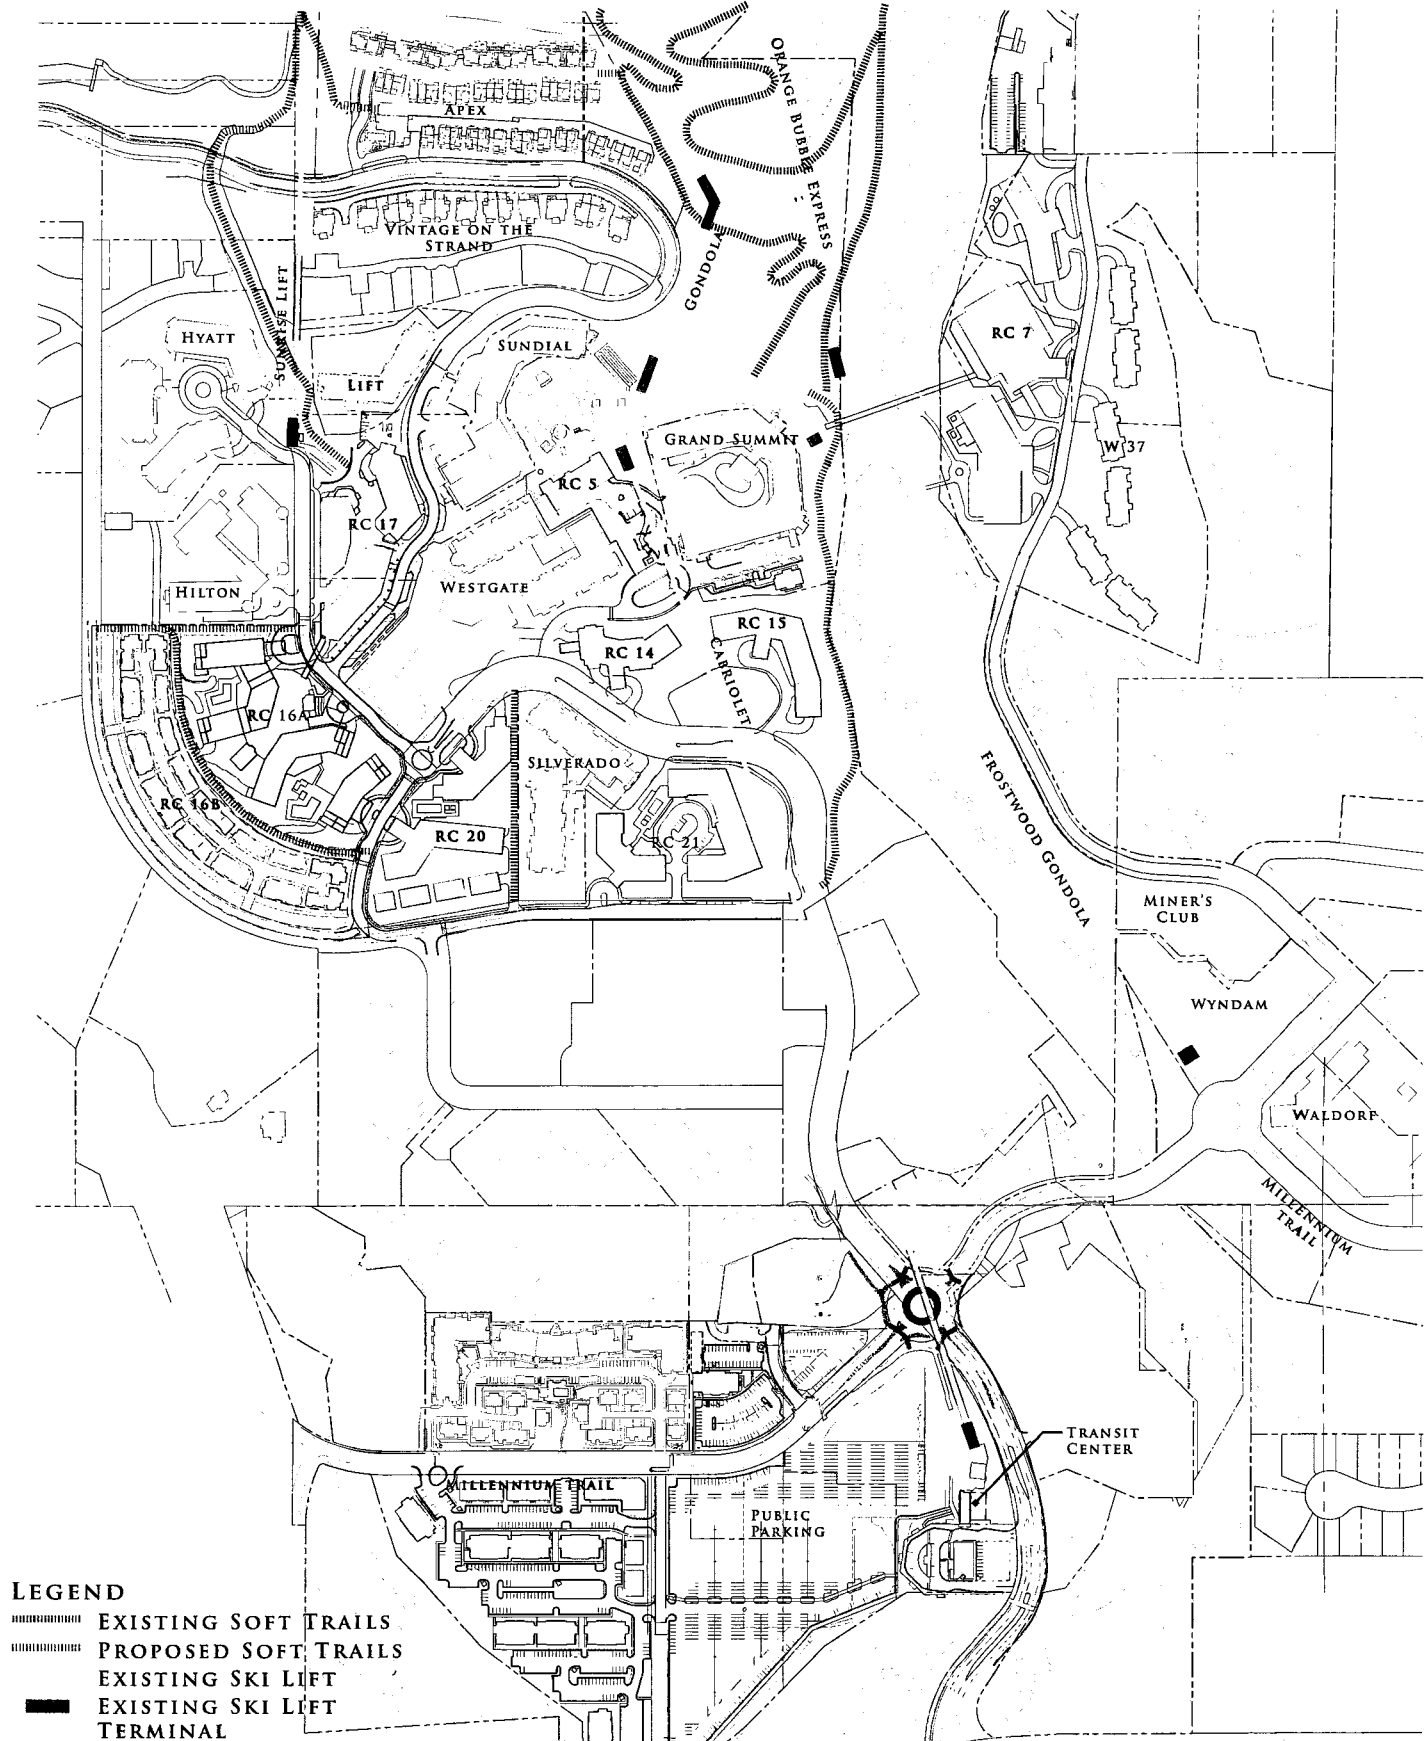 ORANGE BUBBLE EXPRESS
APEX
VINTAGE ON THE
STRAND
GONDOLA
SUNRISE LIFT
HYATT
SUNDIAL
RC 7
LIFT
GRAND SUMMIT
W 37
RC 5
RC 17
WESTGATE
HILTON
RC 15
RC 14
CABRIOLET
RC 16A
SILVERADO
RC 16B
RC 20
RC 21
FROSTWOOD GONDOLA
MINER'S
CLUB
WYNDAM
WALDORF
MILLENNIUM
TRAIL
TRANSIT
CENTER
MILLENNIUM TRAIL
PUBLIC
PARKING
LEGEND
EXISTING SOFT TRAILS
PROPOSED SOFT TRAILS
EXISTING SKI LIFT
EXISTING SKI LIFT
TERMINAL